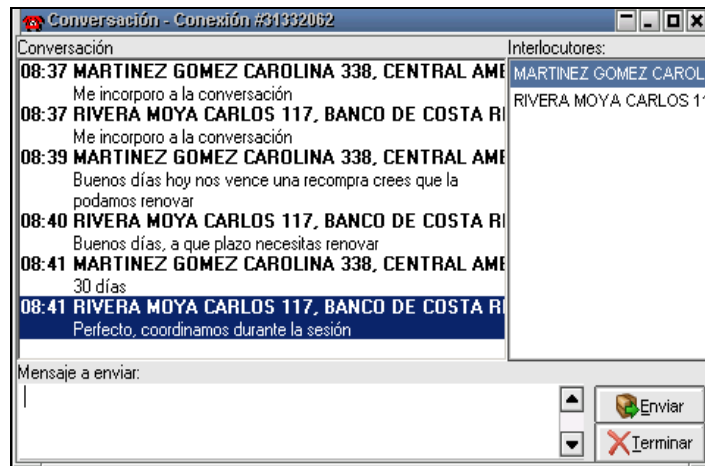 Conversación - Conexión #31332062
Conversación
Interlocutores:
08:37 MARTINEZ GOMEZ CAROLINA 338, CENTRAL AME
Me incorporo a la conversación
08:37 RIVERA MOYA CARLOS 117, BANCO DE COSTA RI
Me incorporo a la conversación
08:39 MARTINEZ GOMEZ CAROLINA 338, CENTRAL AME
Buenos días hoy nos vence una recompra crees que la
podamos renovar
08:40 RIVERA MOYA CARLOS 117, BANCO DE COSTA RI
Buenos días, a que plazo necesitas renovar
08:41 MARTINEZ GOMEZ CAROLINA 338, CENTRAL AME
30 días
08:41 RIVERA MOYA CARLOS 117, BANCO DE COSTA RI
Perfecto, coordinamos durante la sesión
MARTINEZ GOMEZ CAROL
RIVERA MOYA CARLOS 11
Mensaje a enviar:
Enviar
Terminar